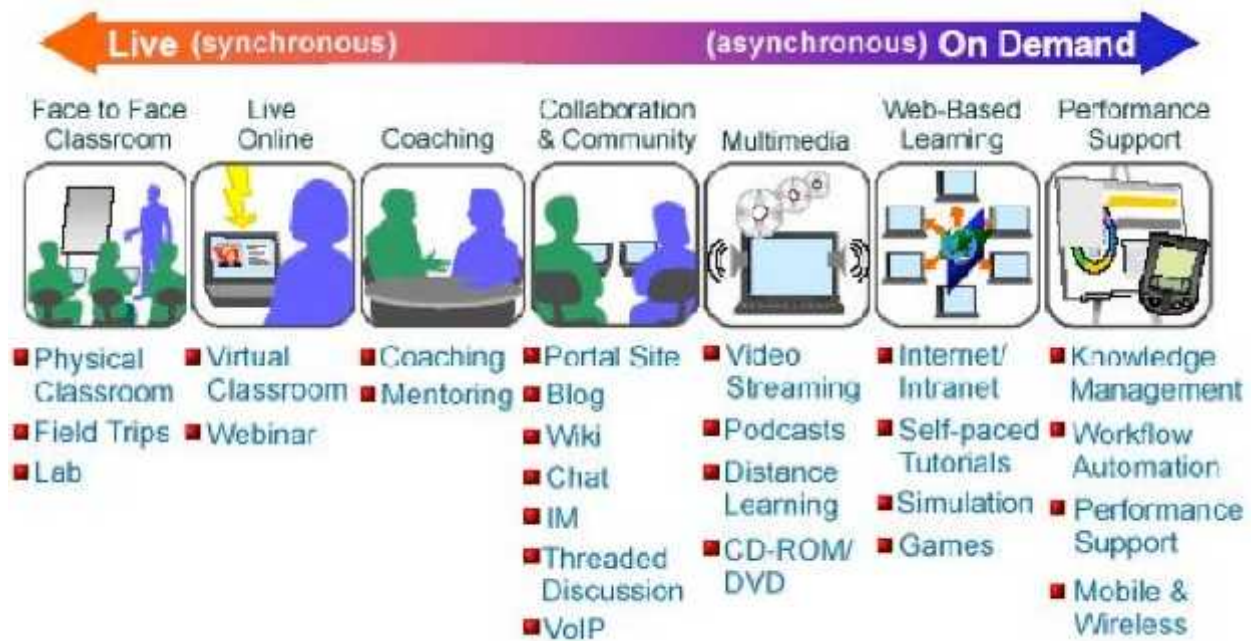 Live (synchronous) (asynchronous) On Demand
Face to Face
Classroom
Live
Online
Coaching
Collaboration
& Community
Multimedia
Web-Based
Learning
Performance
Support
Physical
Classroom
Field Trips
Lab
Virtual
Classroom
Webinar
Coaching
Mentoring
Portal Site
Blog
Wiki
Chat
IM
Threaded
Discussion
VoIP
Video
Streaming
Podcasts
Distance
Learning
CD-ROM/
DVD
Internet/
Intranet
Self-paced
Tutorials
Simulation
Games
Knowledge
Management
Workflow
Automation
Performance
Support
Mobile &
Wireless